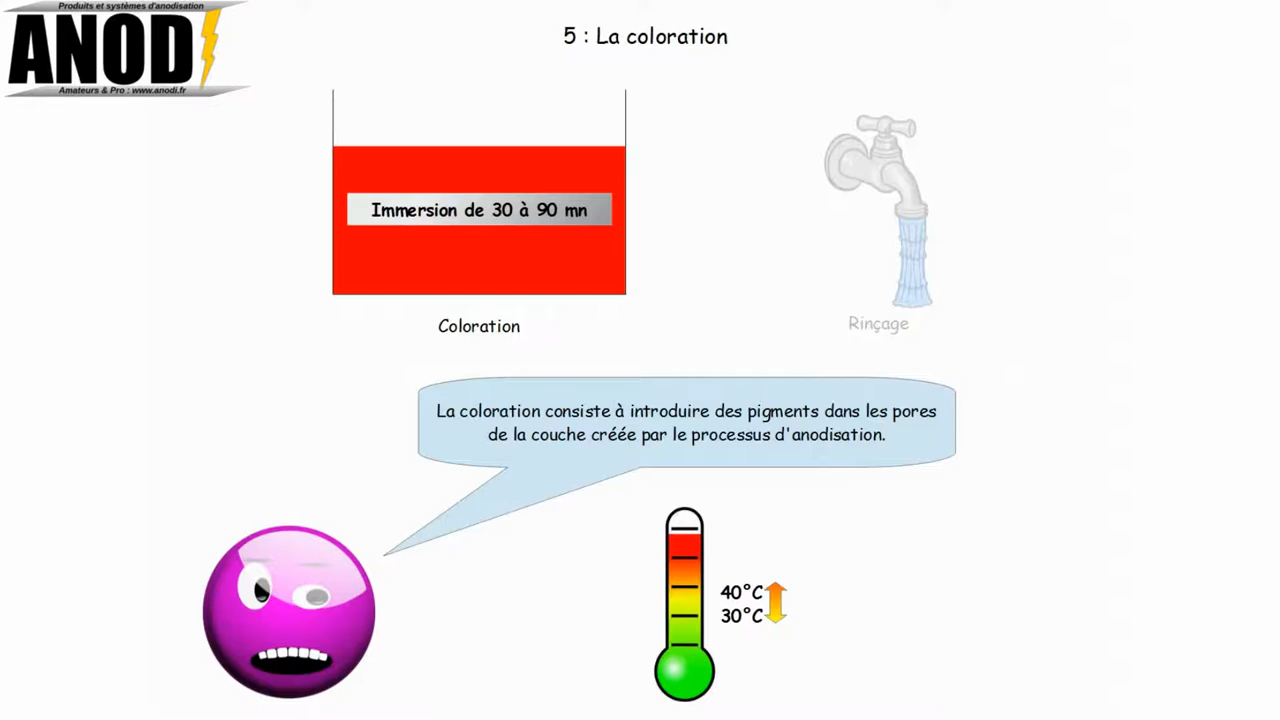 Produits et systèmes d'anodisation
ANODI
Amateurs & Pro : www.anodi.fr
5 : La coloration
Immersion de 30 à 90 mn
Coloration
Rinçage
La coloration consiste à introduire des pigments dans les pores
de la couche créée par le processus d'anodisation.
40°C
30°C